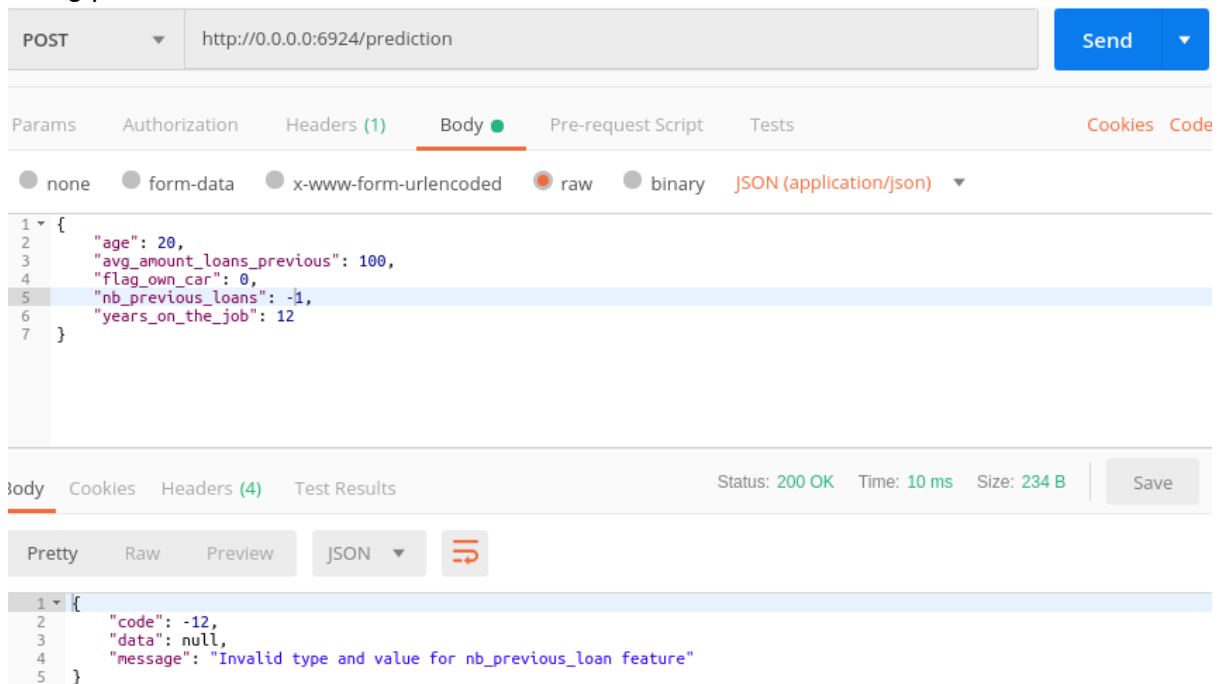 POST http://0.0.0.0:6924/prediction Send
Params Authorization Headers (1) Body Pre-request Script Tests Cookies Code
none form-data x-www-form-urlencoded raw binary JSON (application/json)
1 {
2 "age": 20,
3 "avg_amount_loans_previous": 100,
4 "flag_own_car": 0,
5 "nb_previous_loans": -1,
6 "years_on_the_job": 12
7 }
Body Cookies Headers (4) Test Results Status: 200 OK Time: 10 ms Size: 234 B Save
Pretty Raw Preview JSON
1 {
2 "code": -12,
3 "data": null,
4 "message": "Invalid type and value for nb_previous_loan feature"
5 }